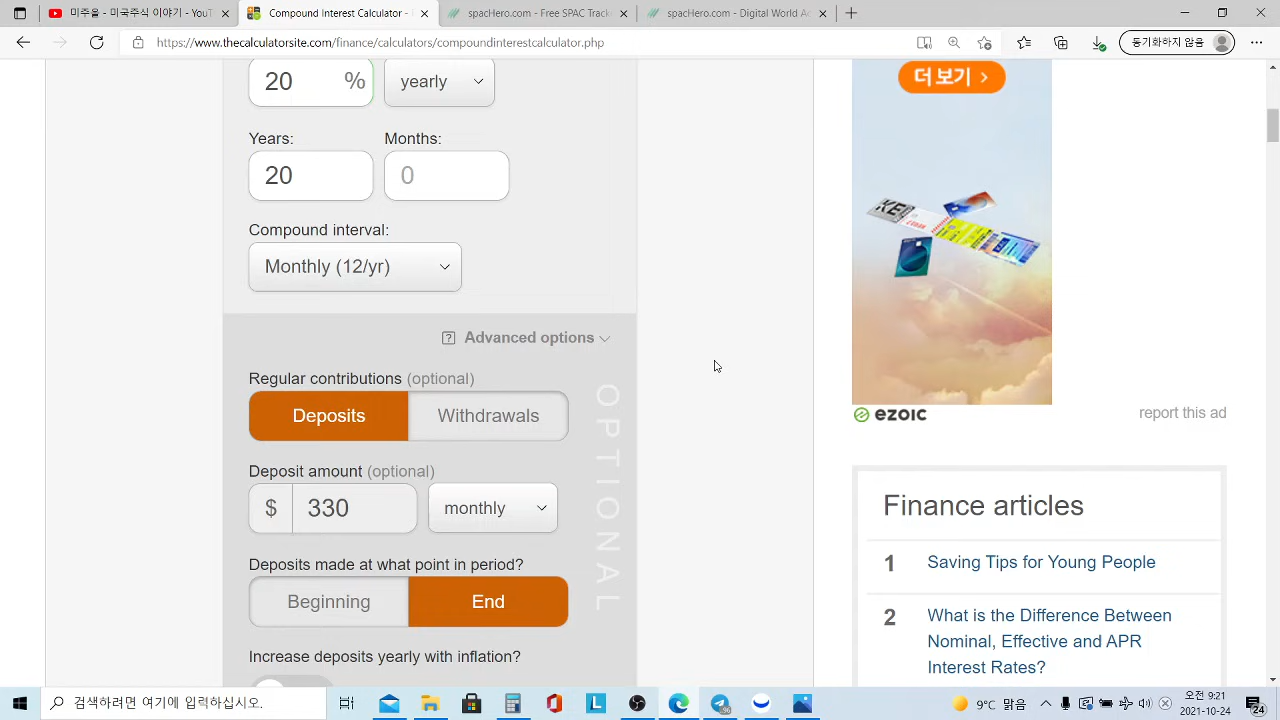 미주은 - 미국주식 이야기 - YouT
Compound Interest Calculator -
spacHero.com - Free SPAC Track
spacHero.com - Digital World Ac
https://www.thecalculatorsite.com/finance/calculators/compoundinterestcalculator.php
동기화하지 않음
20 % yearly
Years: Months:
20 0
Compound interval:
Monthly (12/yr)
? Advanced options
Regular contributions (optional)
Deposits Withdrawals
Deposit amount (optional)
$ 330 monthly
Deposits made at what point in period?
Beginning End
Increase deposits yearly with inflation?
OPTIONAL
더 보기 >
ezoic report this ad
Finance articles
1 Saving Tips for Young People
2 What is the Difference Between
Nominal, Effective and APR
Interest Rates?
검색하려면 여기에 입력하십시오.
9°C 맑음
오전 9:21
2021-10-24